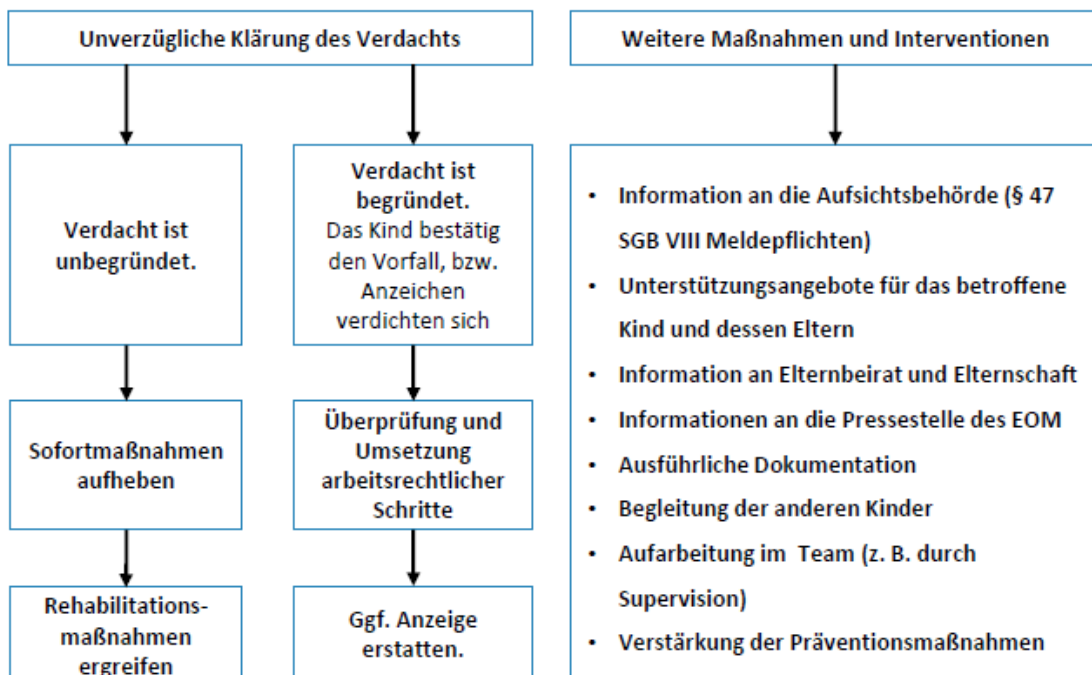 Unverzügliche Klärung des Verdachts
Verdacht ist
unbegründet.
Sofortmaßnahmen
aufheben
Rehabilitations-
maßnahmen
ergreifen
Verdacht ist
begründet.
Das Kind bestätig
den Vorfall, bzw.
Anzeichen
verdichten sich
Überprüfung und
Umsetzung
arbeitsrechtlicher
Schritte
Ggf. Anzeige
erstatten.
Weitere Maßnahmen und Interventionen
• Information an die Aufsichtsbehörde (§ 47
SGB VIII Meldepflichten)
• Unterstützungsangebote für das betroffene
Kind und dessen Eltern
• Information an Elternbeirat und Elternschaft
• Informationen an die Pressestelle des EOM
• Ausführliche Dokumentation
• Begleitung der anderen Kinder
• Aufarbeitung im Team (z. B. durch
Supervision)
• Verstärkung der Präventionsmaßnahmen